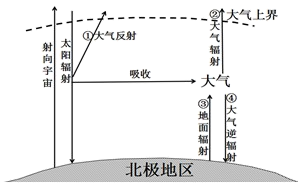 ②大气辐射
大气上界
射向宇宙
太阳辐射
①大气反射
吸收
大气
③地面辐射
④大气逆辐射
北极地区